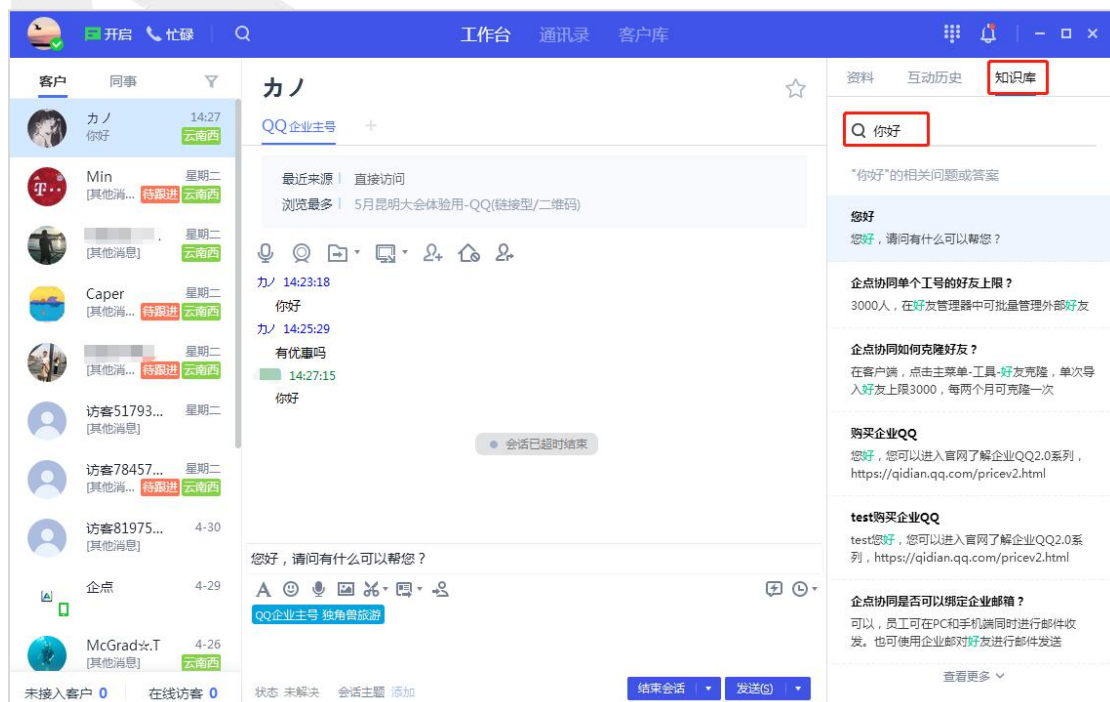 开启 忙碌
工作台 通讯录 客户库
客户 同事
カノ 14:27
你好 云南西
Min 星期二
[其他消... 待跟进 云南西
. 星期二
[其他消息] 云南西
Caper 星期二
[其他消... 待跟进 云南西
星期二
[其他消... 待跟进 云南西
访客51793... 星期二
[其他消息]
访客78457... 星期二
[其他消... 待跟进 云南西
访客81975... 4-30
[其他消息]
企点 4-29
McGrad☆.T 4-26
[其他消息] 云南西
未接入客户 0 在线访客 0
カノ
QQ企业主号 +
最近来源 直接访问
浏览最多 5月昆明大会体验用-QQ(链接型/二维码)
カノ 14:23:18
你好
カノ 14:25:29
有优惠吗
14:27:15
你好
会话已超时结束
您好，请问有什么可以帮您？
QQ企业主号 独角兽旅游
状态 未解决 会话主题 添加
结束会话 发送(S)
资料 互动历史 知识库
你好
"你好"的相关问题或答案
您好
您好，请问有什么可以帮您？
企点协同单个工号的好友上限？
3000人，在好友管理器中可批量管理外部好友
企点协同如何克隆好友？
在客户端，点击主菜单-工具-好友克隆，单次导
入好友上限3000，每两个月可克隆一次
购买企业QQ
您好，您可以进入官网了解企业QQ2.0系列，
https://qidian.qq.com/pricev2.html
test购买企业QQ
test您好，您可以进入官网了解企业QQ2.0系
列，https://qidian.qq.com/pricev2.html
企点协同是否可以绑定企业邮箱？
可以，员工可在PC和手机端同时进行邮件收
发。也可使用企业邮对好友进行邮件发送
查看更多